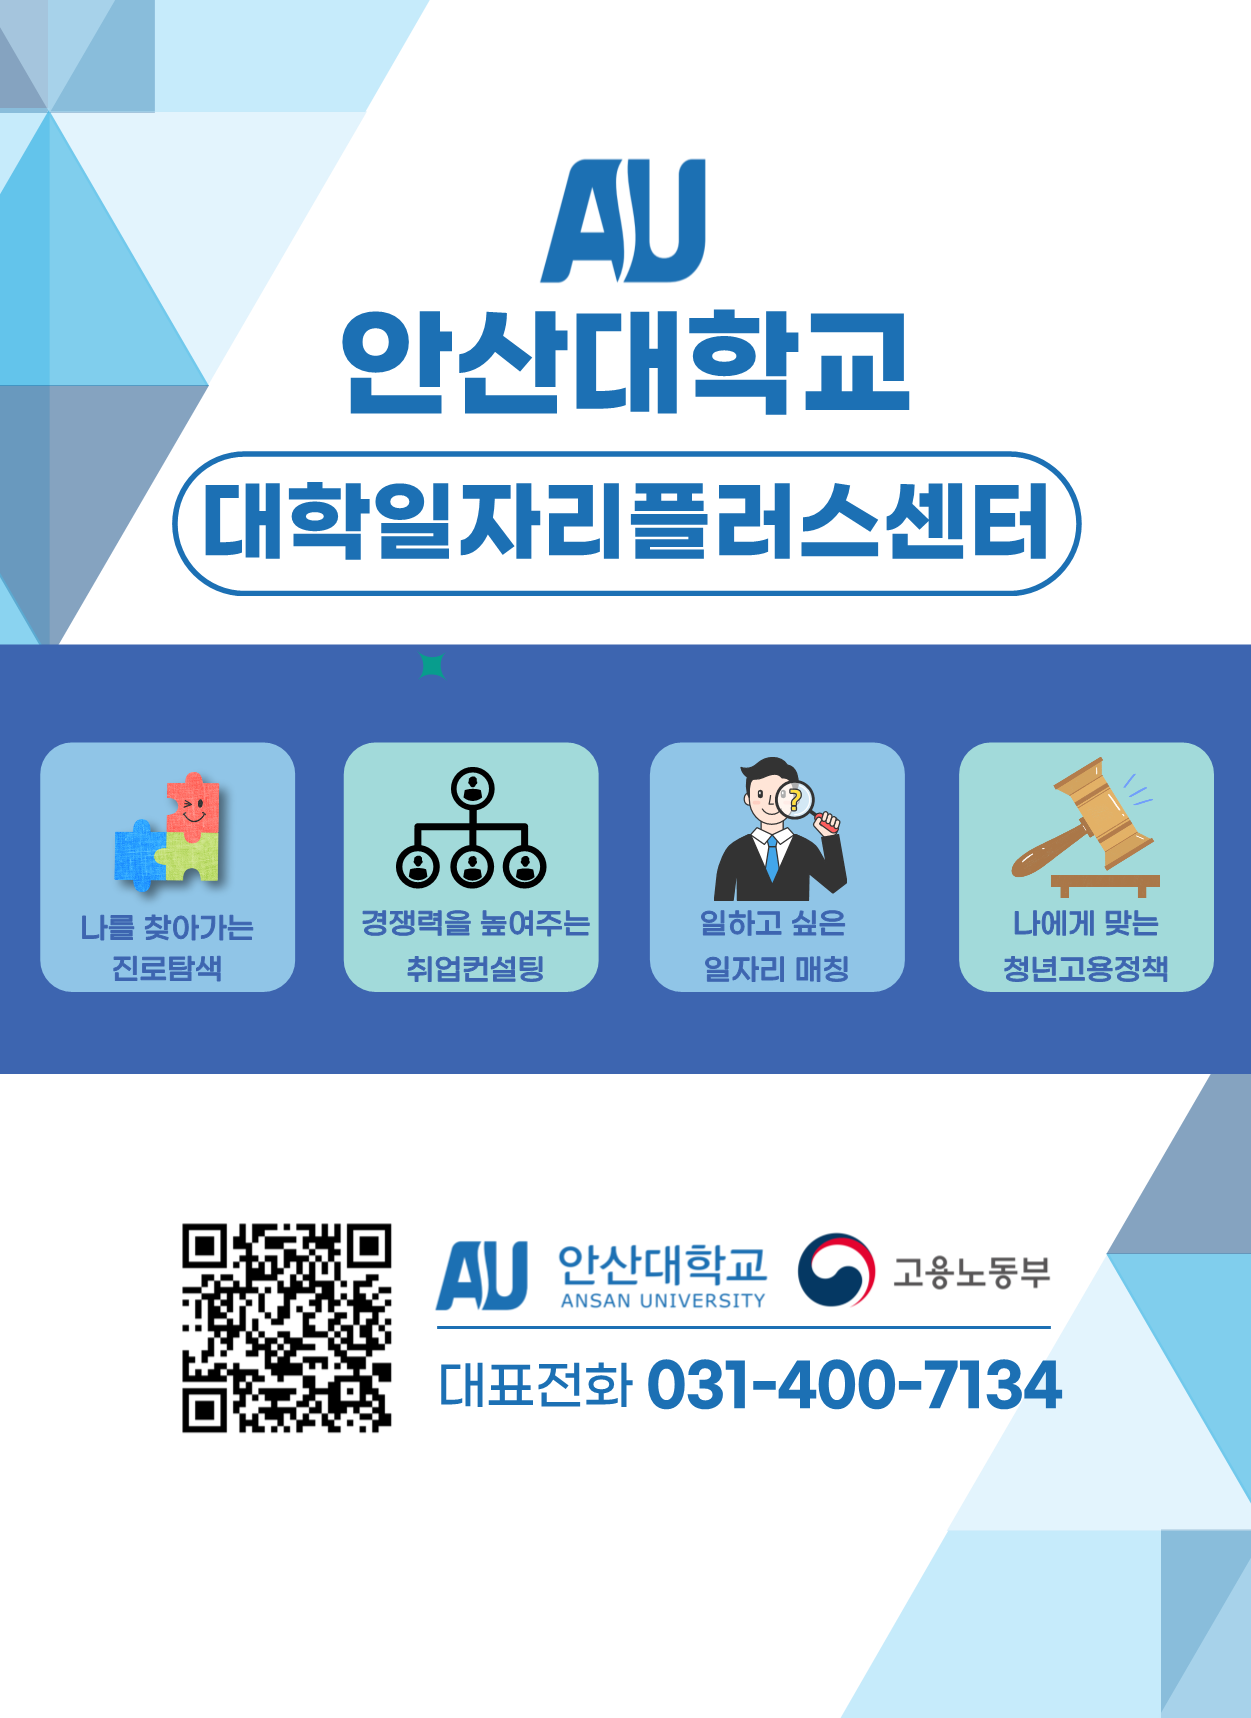 AU
안산대학교
대학일자리플러스센터
나를 찾아가는
진로탐색
경쟁력을 높여주는
취업컨설팅
?
일하고 싶은
일자리 매칭
나에게 맞는
청년고용정책
AU 안산대학교
ANSAN UNIVERSITY
고용노동부
대표전화 031-400-7134